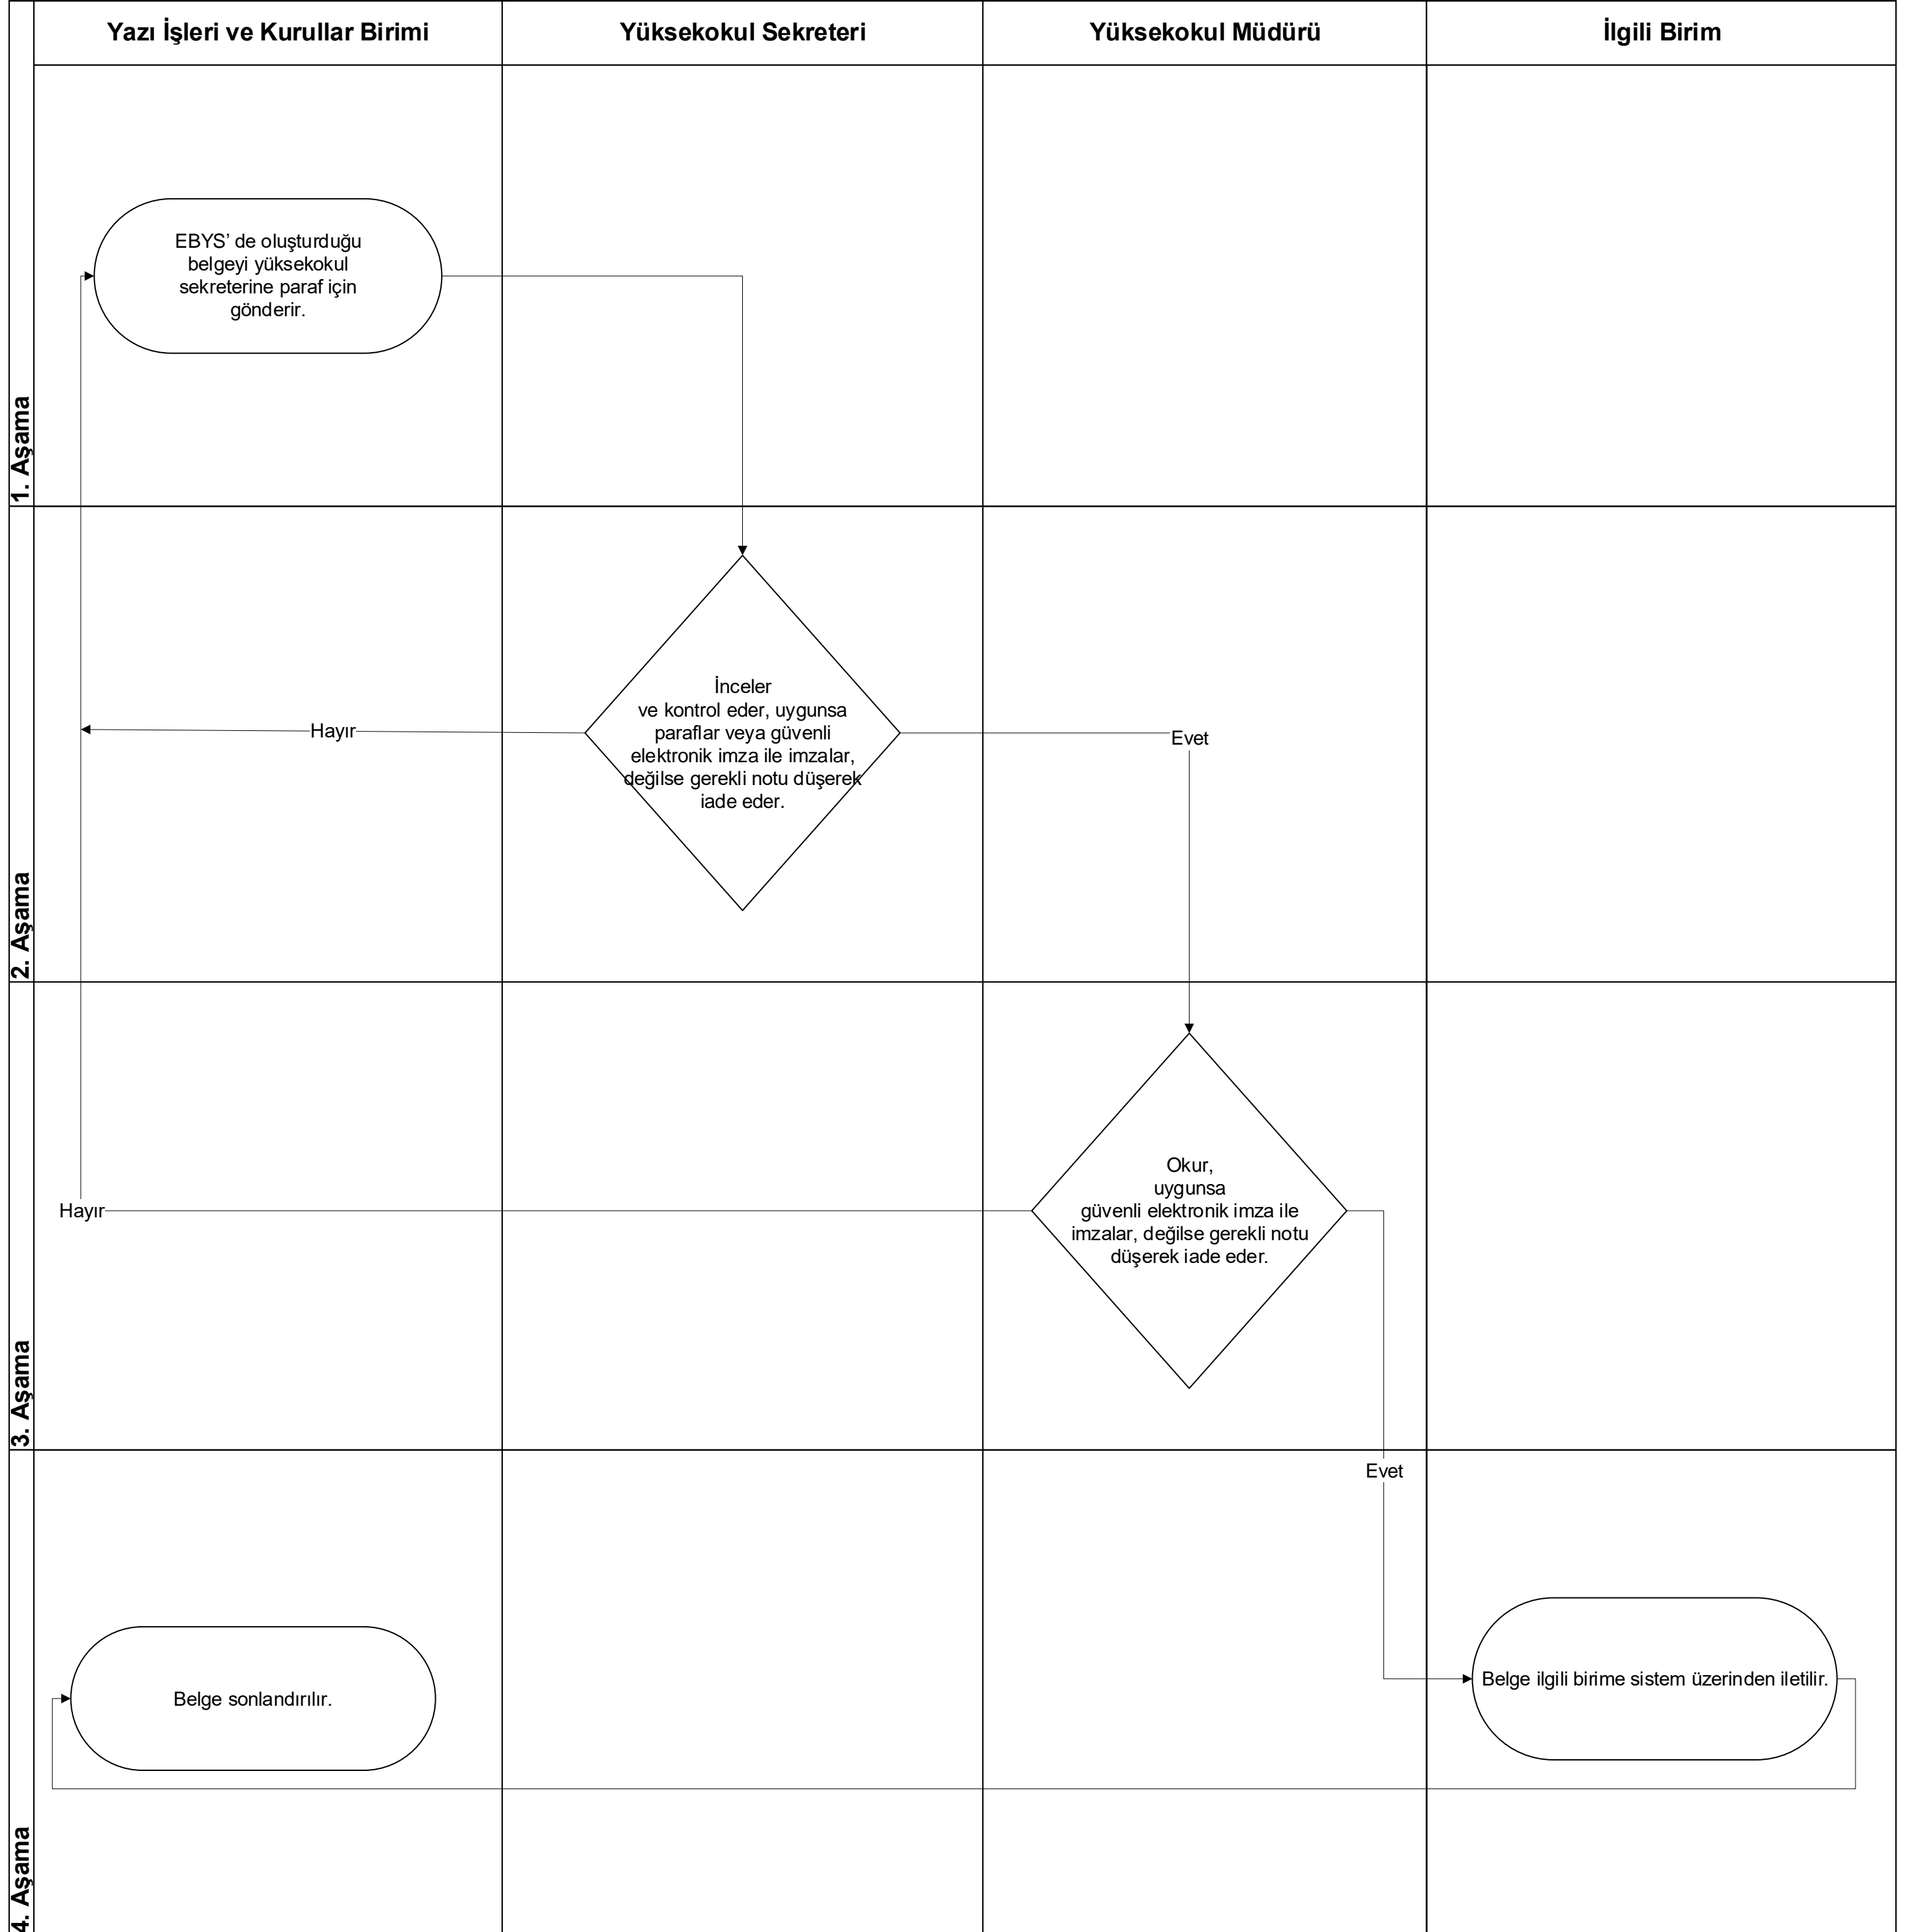 Yazı İşleri ve Kurullar Birimi
Yüksekokul Sekreteri
Yüksekokul Müdürü
İlgili Birim
1. Aşama
EBYS’ de oluşturduğu
belgeyi yüksekokul
sekreterine paraf için
gönderir.
2. Aşama
Hayır
İnceler
ve kontrol eder, uygunsa
paraflar veya güvenli
elektronik imza ile imzalar,
değilse gerekli notu düşerek
iade eder.
Evet
3. Aşama
Hayır
Okur,
uygunsa
güvenli elektronik imza ile
imzalar, değilse gerekli notu
düşerek iade eder.
4. Aşama
Evet
Belge sonlandırılır.
Belge ilgili birime sistem üzerinden iletilir.